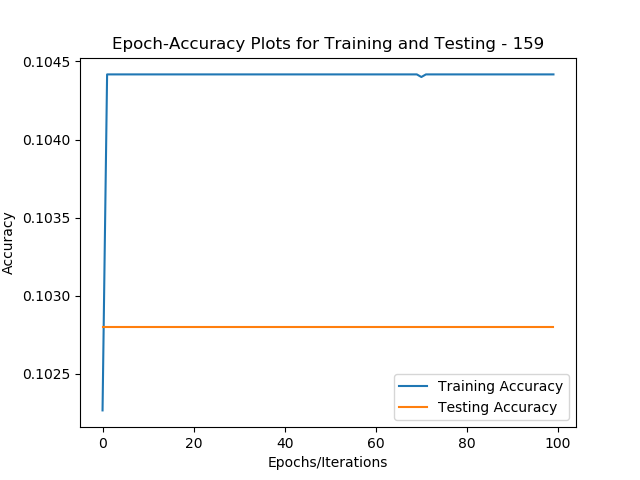 Epoch-Accuracy Plots for Training and Testing - 159
0.1045
0.1040
0.1035
0.1030
0.1025
Accuracy
Training Accuracy
Testing Accuracy
0 20 40 60 80 100
Epochs/Iterations